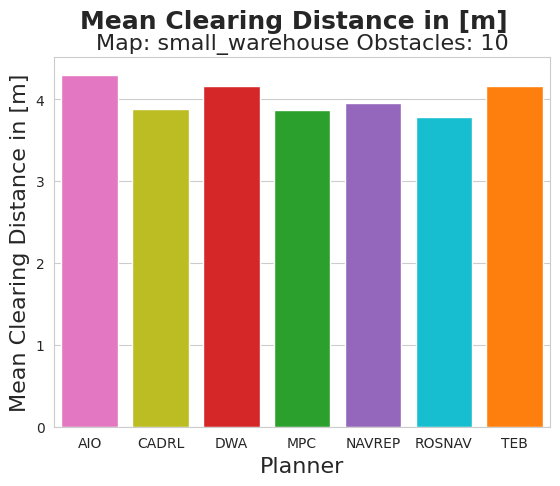 Mean Clearing Distance in [m]
Map: small_warehouse Obstacles: 10
Mean Clearing Distance in [m]
4
3
2
1
0
AIO CADRL DWA MPC NAVREP ROSNAV TEB
Planner